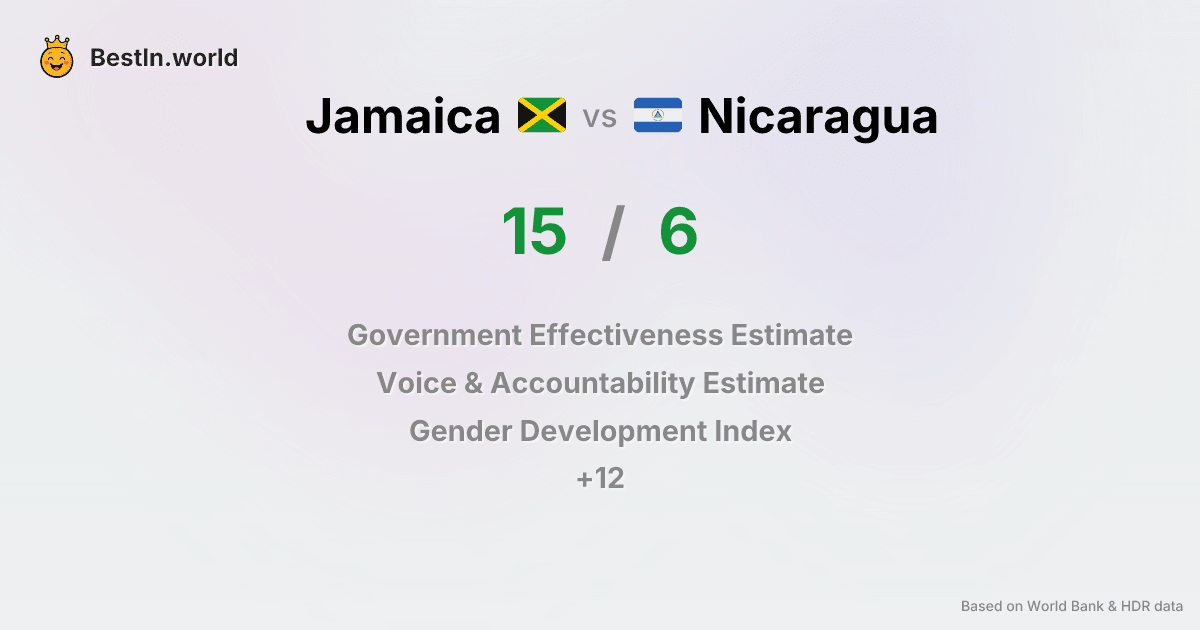 BestIn.world
Jamaica vs Nicaragua
15 / 6
Government Effectiveness Estimate
Voice & Accountability Estimate
Gender Development Index
+12
Based on World Bank & HDR data